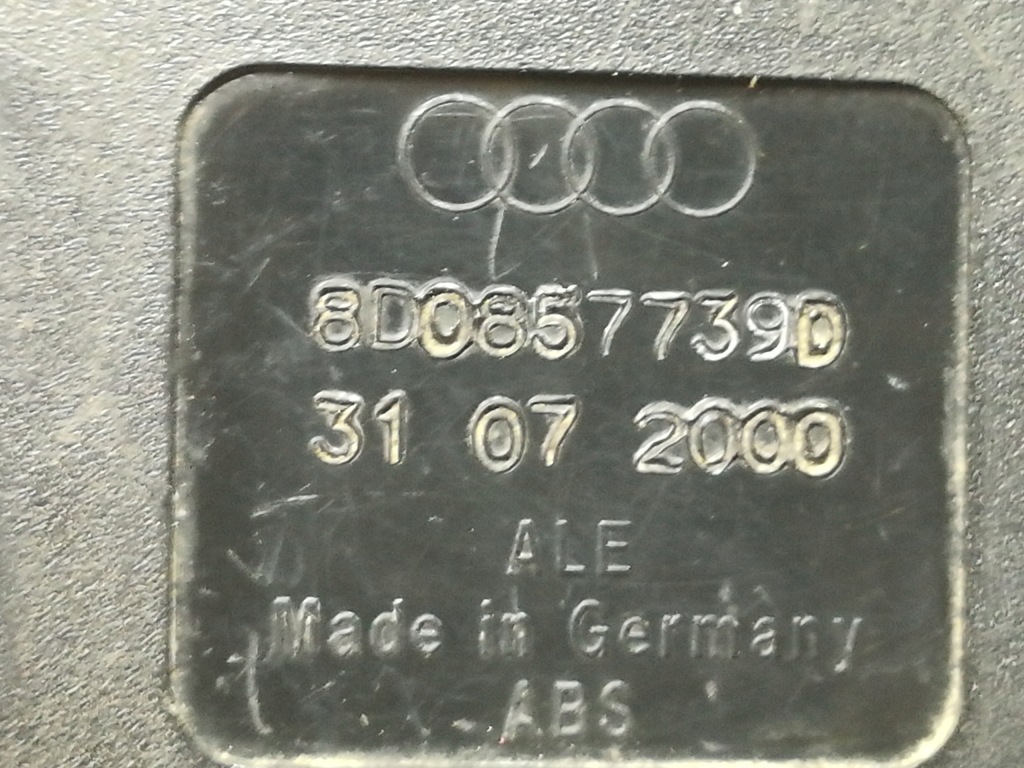 8D0857739D
31 07 2000
ALE
Made in Germany
ABS